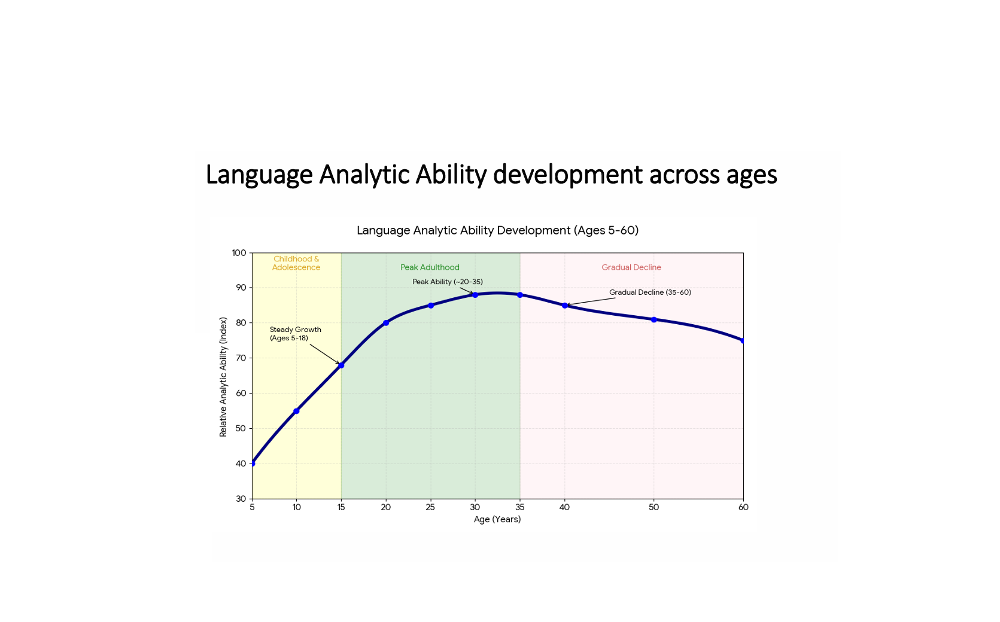 Language Analytic Ability development across ages
Language Analytic Ability Development (Ages 5-60)
100
90
80
70
60
50
40
30
Relative Analytic Ability (Index)
Childhood &
Adolescence
Peak Adulthood
Gradual Decline
Peak Ability (~20-35)
Gradual Decline (35-60)
Steady Growth
(Ages 5-18)
5 10 15 20 25 30 35 40 50 60
Age (Years)